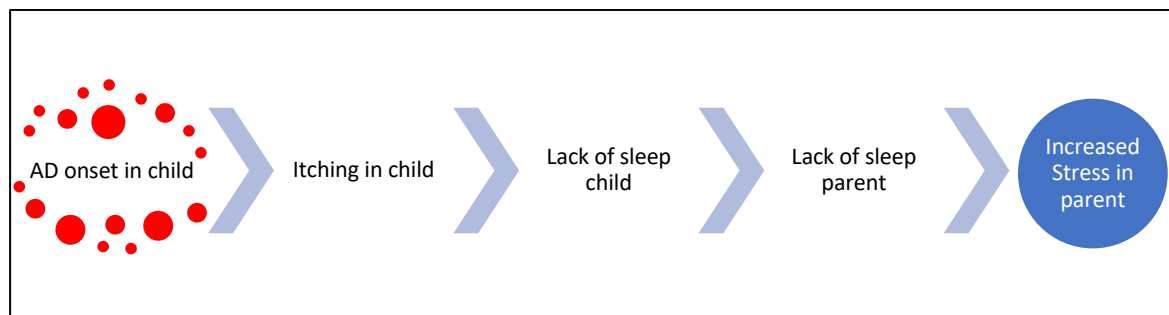 AD onset in child
Itching in child
Lack of sleep
child
Lack of sleep
parent
Increased
Stress in
parent